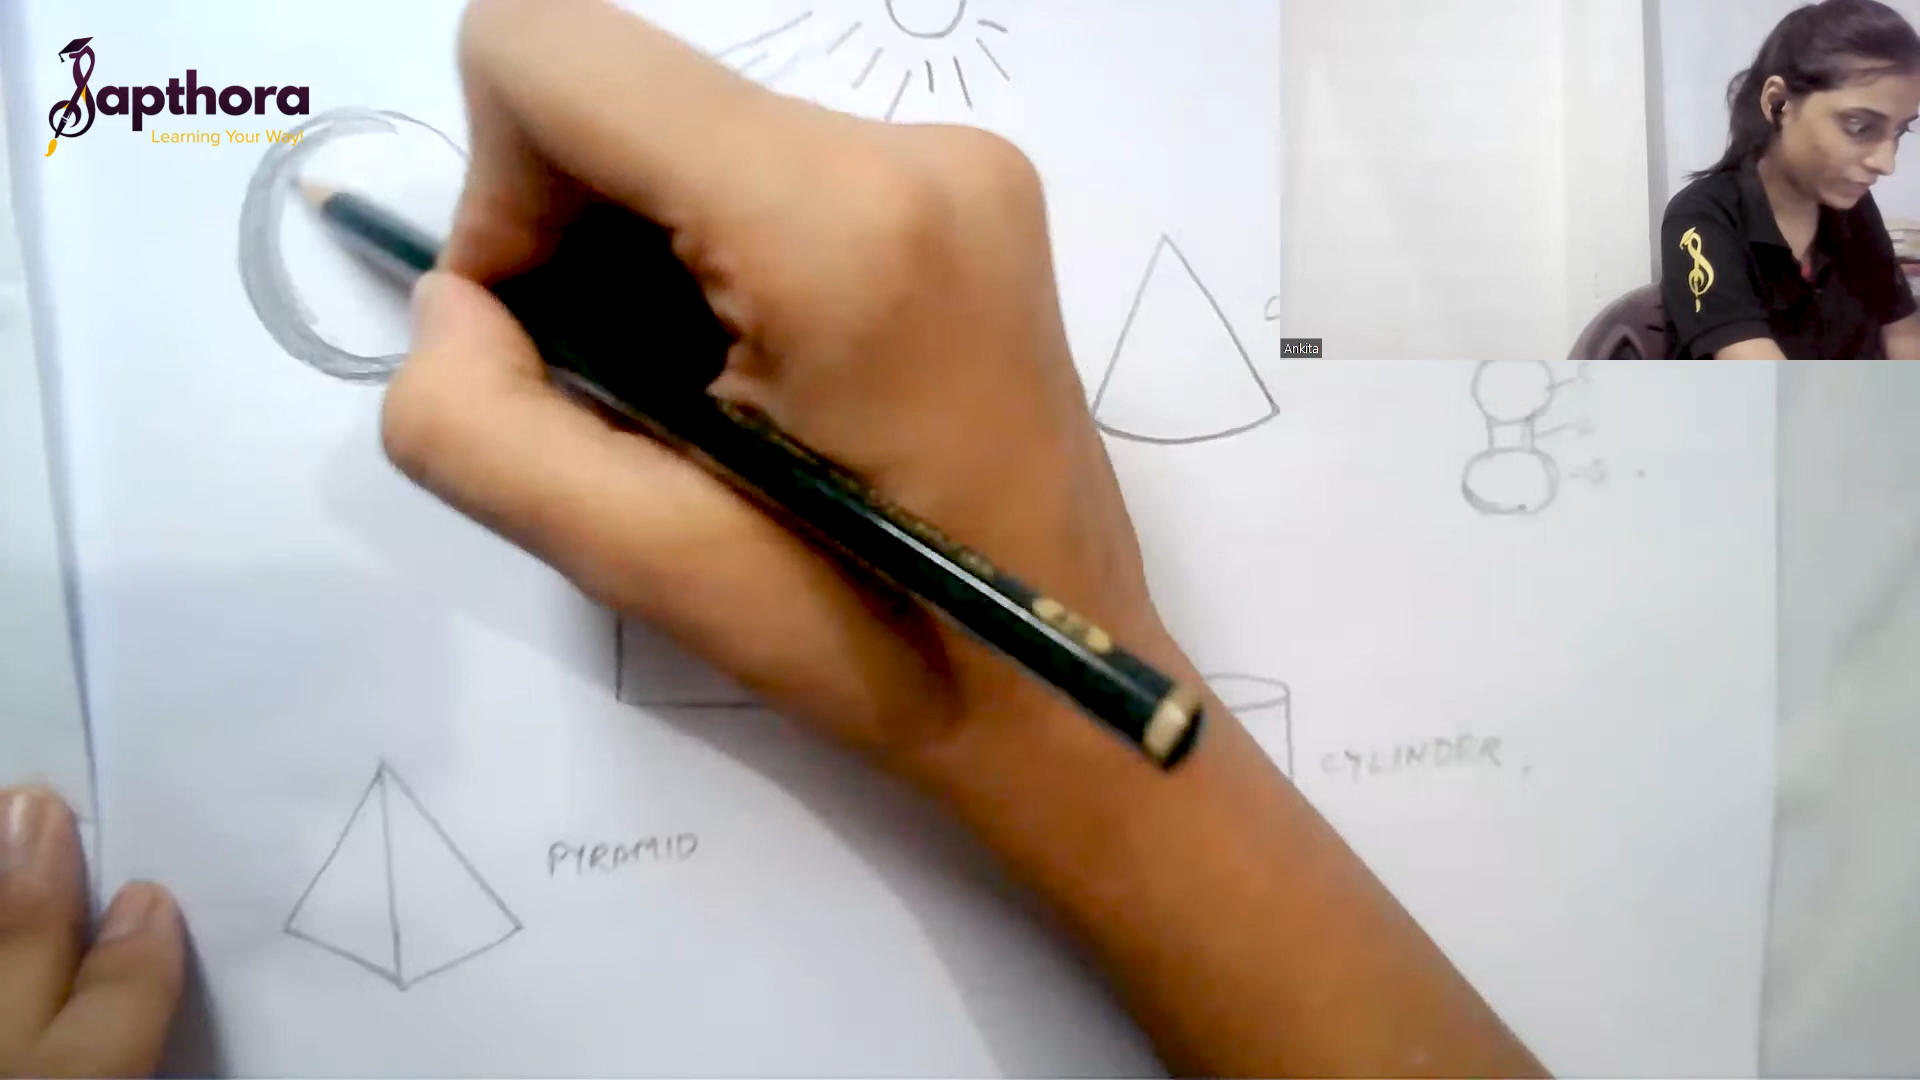 Sapthora
Learning Your Way!
Ankita
CYLINDER.
PYRAMID